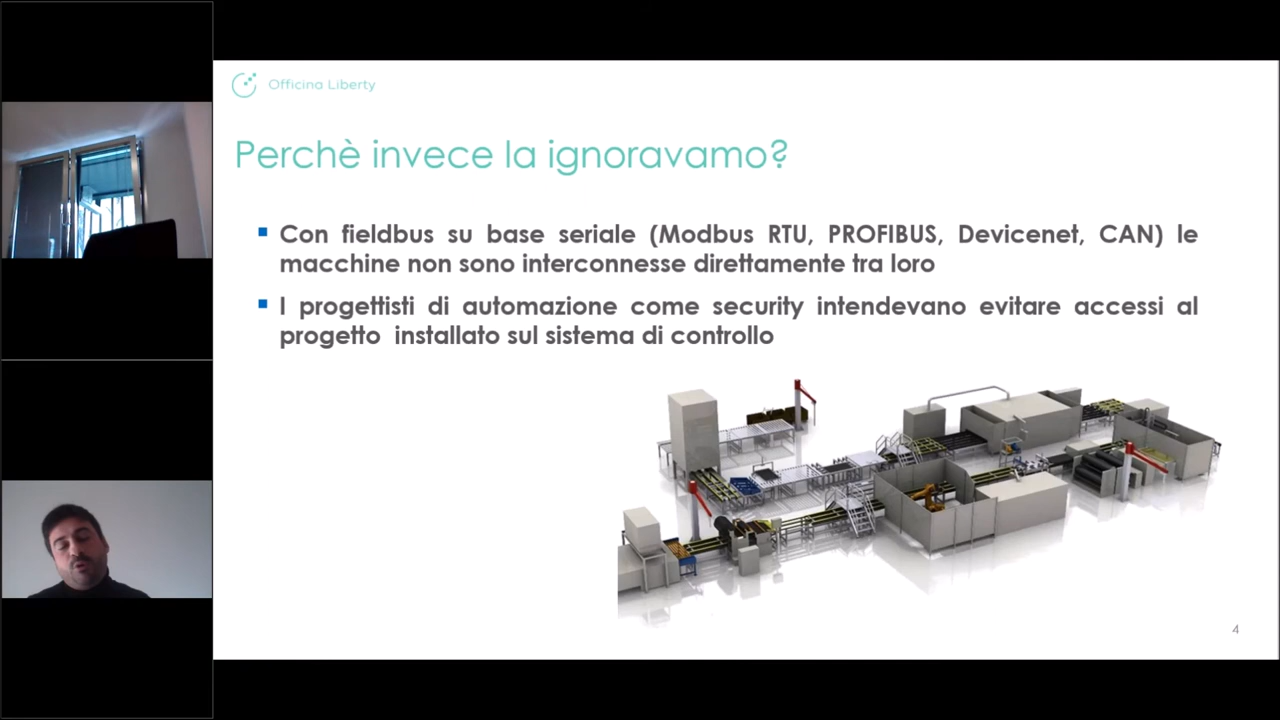 Officina Liberty
Perchè invece la ignoravamo?
Con fieldbus su base seriale (Modbus RTU, PROFIBUS, Devicenet, CAN) le
macchine non sono interconnesse direttamente tra loro
I progettisti di automazione come security intendevano evitare accessi al
progetto installato sul sistema di controllo
4